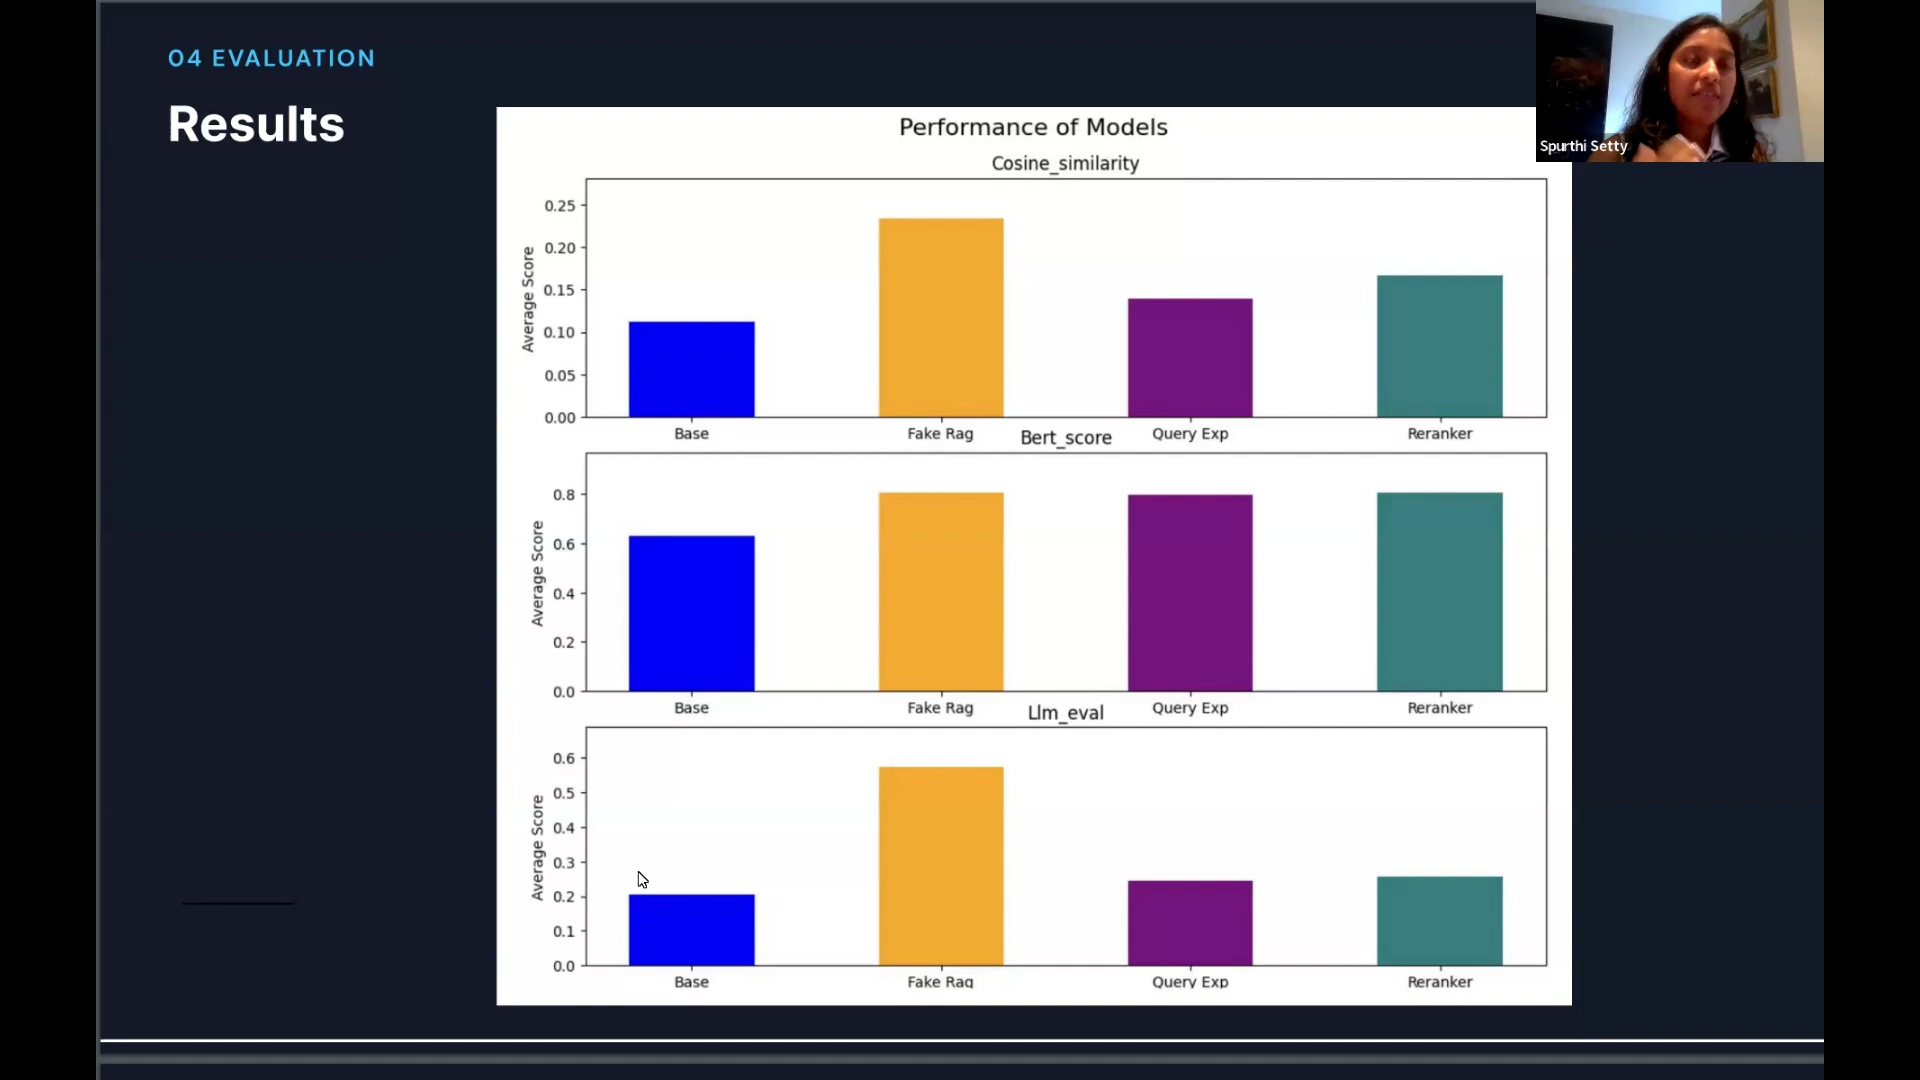 04 EVALUATION
Results
Spurthi Setty
Performance of Models
Cosine_similarity
Average Score
0.25
0.20
0.15
0.10
0.05
0.00
Base Fake Rag Query Exp Reranker
Bert_score
Average Score
0.8
0.6
0.4
0.2
0.0
Base Fake Rag Query Exp Reranker
Llm_eval
Average Score
0.6
0.5
0.4
0.3
0.2
0.1
0.0
Base Fake Rag Query Exp Reranker